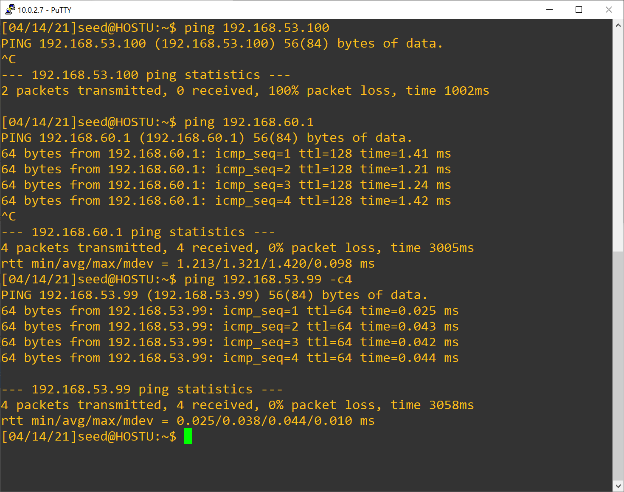 10.0.2.7 - PuTTY
[04/14/21]seed@HOSTU:~$ ping 192.168.53.100
PING 192.168.53.100 (192.168.53.100) 56(84) bytes of data.
^C
--- 192.168.53.100 ping statistics ---
2 packets transmitted, 0 received, 100% packet loss, time 1002ms
[04/14/21]seed@HOSTU:~$ ping 192.168.60.1
PING 192.168.60.1 (192.168.60.1) 56(84) bytes of data.
64 bytes from 192.168.60.1: icmp_seq=1 ttl=128 time=1.41 ms
64 bytes from 192.168.60.1: icmp_seq=2 ttl=128 time=1.21 ms
64 bytes from 192.168.60.1: icmp_seq=3 ttl=128 time=1.24 ms
64 bytes from 192.168.60.1: icmp_seq=4 ttl=128 time=1.42 ms
^C
--- 192.168.60.1 ping statistics ---
4 packets transmitted, 4 received, 0% packet loss, time 3005ms
rtt min/avg/max/mdev = 1.213/1.321/1.420/0.098 ms
[04/14/21]seed@HOSTU:~$ ping 192.168.53.99 -c4
PING 192.168.53.99 (192.168.53.99) 56(84) bytes of data.
64 bytes from 192.168.53.99: icmp_seq=1 ttl=64 time=0.025 ms
64 bytes from 192.168.53.99: icmp_seq=2 ttl=64 time=0.043 ms
64 bytes from 192.168.53.99: icmp_seq=3 ttl=64 time=0.042 ms
64 bytes from 192.168.53.99: icmp_seq=4 ttl=64 time=0.044 ms
--- 192.168.53.99 ping statistics ---
4 packets transmitted, 4 received, 0% packet loss, time 3058ms
rtt min/avg/max/mdev = 0.025/0.038/0.044/0.010 ms
[04/14/21]seed@HOSTU:~$